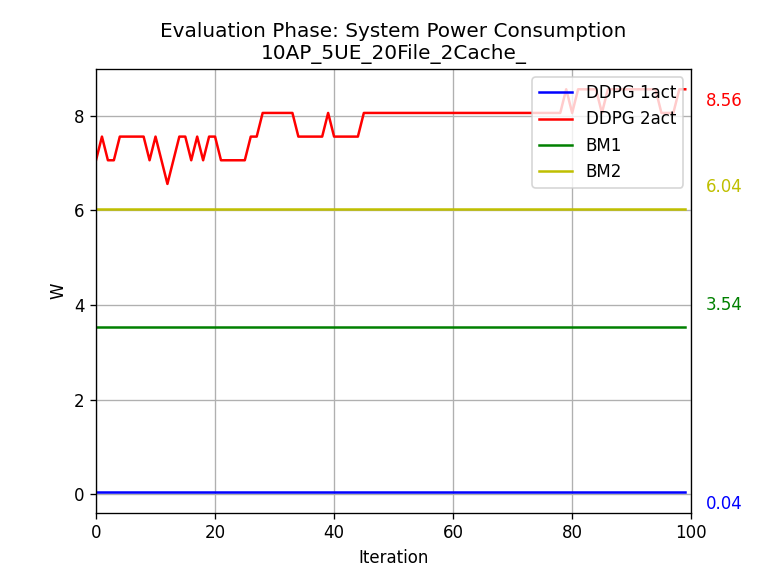 Evaluation Phase: System Power Consumption
10AP_5UE_20File_2Cache_
W
8
6
4
2
0
0 20 40 60 80 100
Iteration
DDPG 1act
DDPG 2act
BM1
BM2
8.56
6.04
3.54
0.04